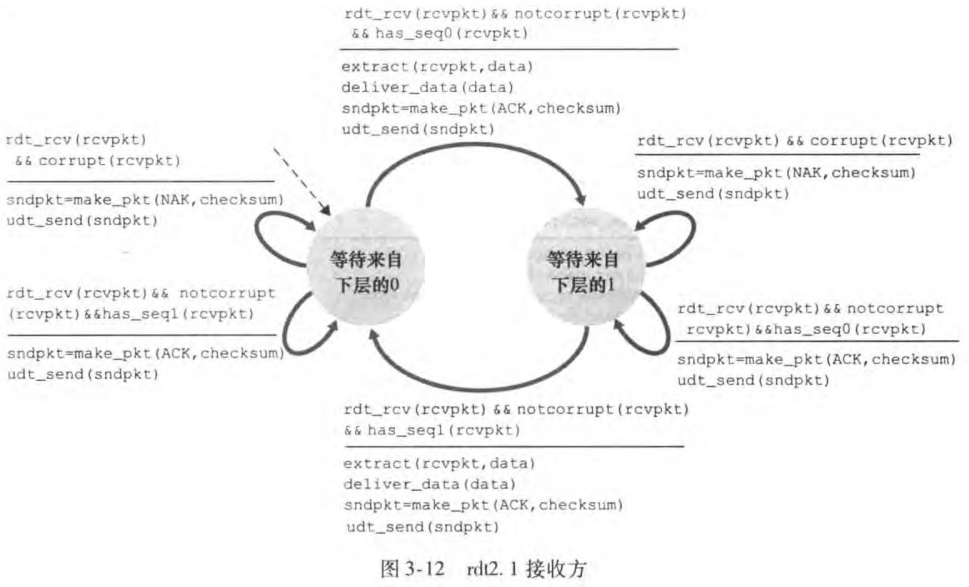 rdt_rcv(rcvpkt)&& notcorrupt(rcvpkt)
&& has_seq0(rcvpkt)
extract(rcvpkt,data)
deliver_data(data)
sndpkt=make_pkt(ACK,checksum)
udt_send(sndpkt)
rdt_rcv(rcvpkt)
&& corrupt(rcvpkt)
sndpkt=make_pkt(NAK,checksum)
udt_send(sndpkt)
rdt_rcv(rcvpkt) && corrupt(rcvpkt)
sndpkt=make_pkt(NAK,checksum)
udt_send(sndpkt)
等待来自
下层的0
等待来自
下层的1
rdt_rcv(rcvpkt)&& notcorrupt
(rcvpkt)&&has_seq1(rcvpkt)
sndpkt=make_pkt(ACK,checksum)
udt_send(sndpkt)
rdt_rcv(rcvpkt)&& notcorrupt
rcvpkt)&&has_seq0(rcvpkt)
sndpkt=make_pkt(ACK,checksum)
udt_send(sndpkt)
rdt_rcv(rcvpkt) && notcorrupt(rcvpkt)
&& has_seq1(rcvpkt)
extract(rcvpkt,data)
deliver_data(data)
sndpkt=make_pkt(ACK,checksum)
udt_send(sndpkt)
图 3-12 rdt2.1 接收方